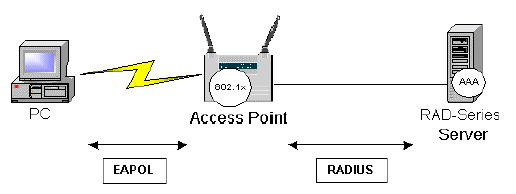 802.1x
AAA
PC
Access Point
RAD-Series
Server
EAPOL
RADIUS